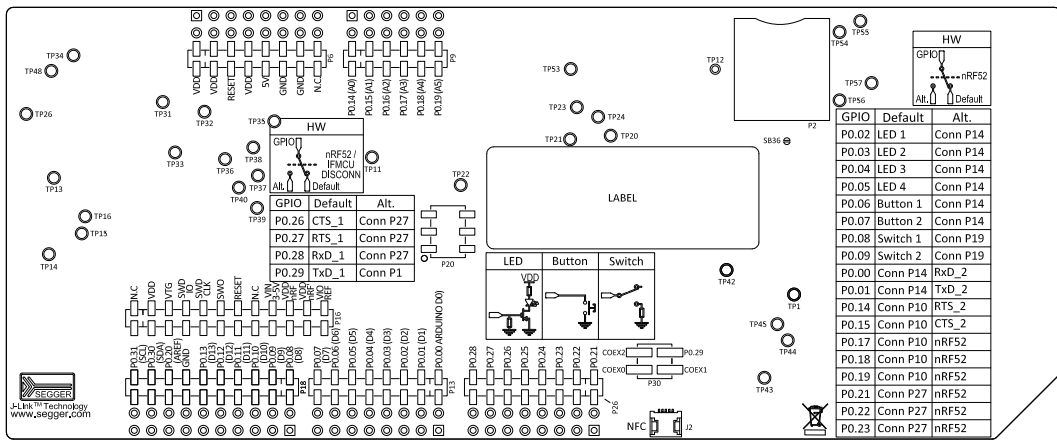 TP34
TP48
TP26
TP31
TP32
TP35
TP33
TP36
TP38
TP37
TP40
TP39
TP11
TP22
TP13
TP16
TP15
TP14
VDD
VDD
RESET
VDD
5V
GND
GND
N.C
P6
P0.14 (A0)
P0.15 (A1)
P0.16 (A2)
P0.17 (A3)
P0.18 (A4)
P0.19 (A5)
P9
HW
GPIO
nRF52 /
IFMCU
DISCONN
Alt.
Default
GPIO Default Alt.
P0.26 CTS_1 Conn P27
P0.27 RTS_1 Conn P27
P0.28 RxD_1 Conn P27
P0.29 TxD_1 Conn P1
P20
TP53
TP23
TP24
TP21
TP20
TP12
P2
SB36
LABEL
TP54
TP55
TP57
TP56
HW
GPIO
nRF52
Alt.
Default
GPIO Default Alt.
P0.02 LED 1 Conn P14
P0.03 LED 2 Conn P14
P0.04 LED 3 Conn P14
P0.05 LED 4 Conn P14
P0.06 Button 1 Conn P14
P0.07 Button 2 Conn P14
P0.08 Switch 1 Conn P19
P0.09 Switch 2 Conn P19
P0.00 Conn P14 RxD_2
P0.01 Conn P14 TxD_2
P0.14 Conn P10 RTS_2
P0.15 Conn P10 CTS_2
P0.17 Conn P10 nRF52
P0.18 Conn P10 nRF52
P0.19 Conn P10 nRF52
P0.21 Conn P27 nRF52
P0.22 Conn P27 nRF52
P0.23 Conn P27 nRF52
LED Button Switch
VDD
TP42
TP1
TP45
TP44
TP43
N.C
VDD
VTG
SWD
IO
SWD
CLK
SWO
RESET
N.C
VIN
3-5V
VDD
nRF
VDD
nRF
VIO
REF
P16
P0.31
(SCL)
P0.30
(SDA)
P0.20
(AREF)
GND
P0.13
(D13)
P0.12
(D12)
P0.11
(D11)
P0.10
(D10)
P0.09
(D9)
P0.08
(D8)
P18
P0.07
(D7)
P0.06 (D6)
P0.05 (D5)
P0.04 (D4)
P0.03 (D3)
P0.02 (D2)
P0.01 (D1)
P0.00 ARDUINO D0)
P13
P0.28
P0.27
P0.26
P0.25
P0.24
P0.23
P0.22
P0.21
P26
COEX2
P0.29
COEX0
COEX1
P30
NFC
J2
SEGGER
J-Link™ Technology
www.segger.com